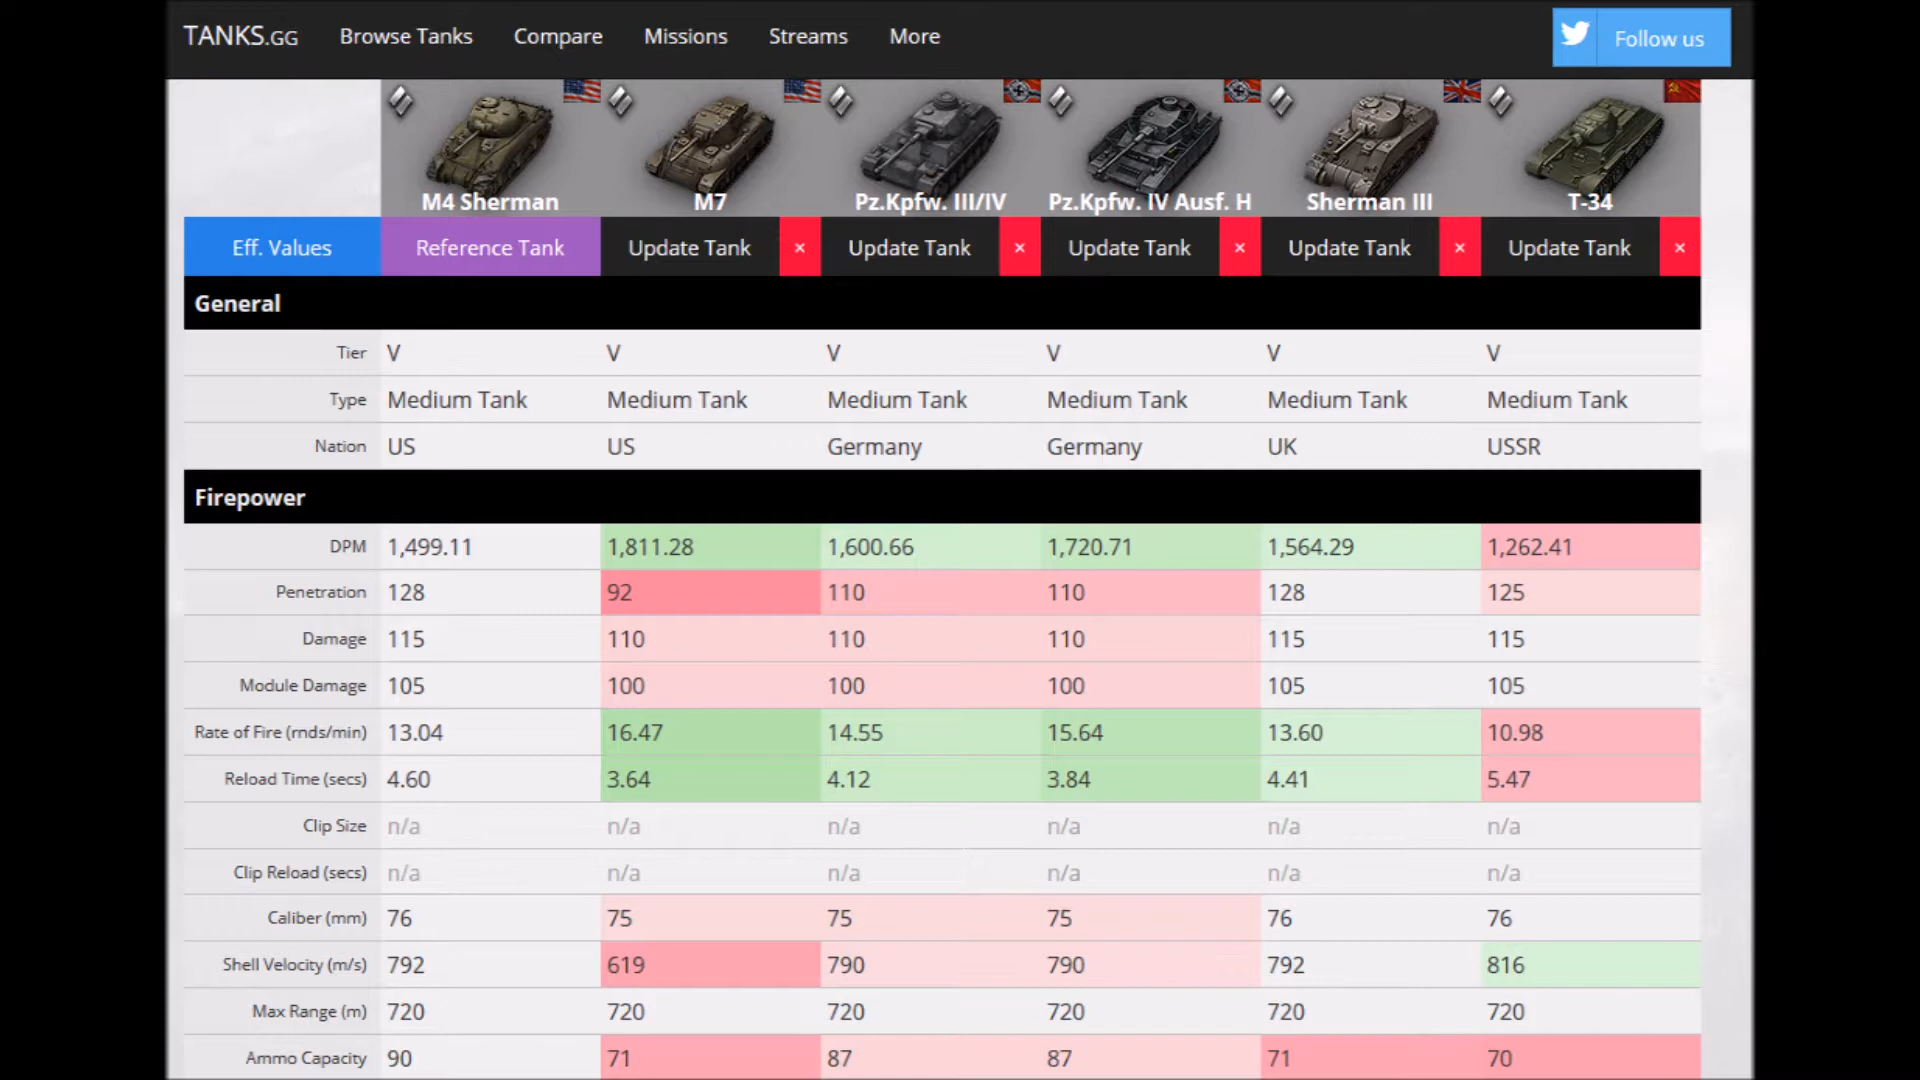 TANKS.GG Browse Tanks Compare Missions Streams More Follow us
M4 Sherman M7 Pz.Kpfw. III/IV Pz.Kpfw. IV Ausf. H Sherman III T-34
Eff. Values Reference Tank Update Tank × Update Tank × Update Tank × Update Tank × Update Tank ×
General
Tier V V V V V V
Type Medium Tank Medium Tank Medium Tank Medium Tank Medium Tank Medium Tank
Nation US US Germany Germany UK USSR
Firepower
DPM 1,499.11 1,811.28 1,600.66 1,720.71 1,564.29 1,262.41
Penetration 128 92 110 110 128 125
Damage 115 110 110 110 115 115
Module Damage 105 100 100 100 105 105
Rate of Fire (rnds/min) 13.04 16.47 14.55 15.64 13.60 10.98
Reload Time (secs) 4.60 3.64 4.12 3.84 4.41 5.47
Clip Size n/a n/a n/a n/a n/a n/a
Clip Reload (secs) n/a n/a n/a n/a n/a n/a
Caliber (mm) 76 75 75 75 76 76
Shell Velocity (m/s) 792 619 790 790 792 816
Max Range (m) 720 720 720 720 720 720
Ammo Capacity 90 71 87 87 71 70